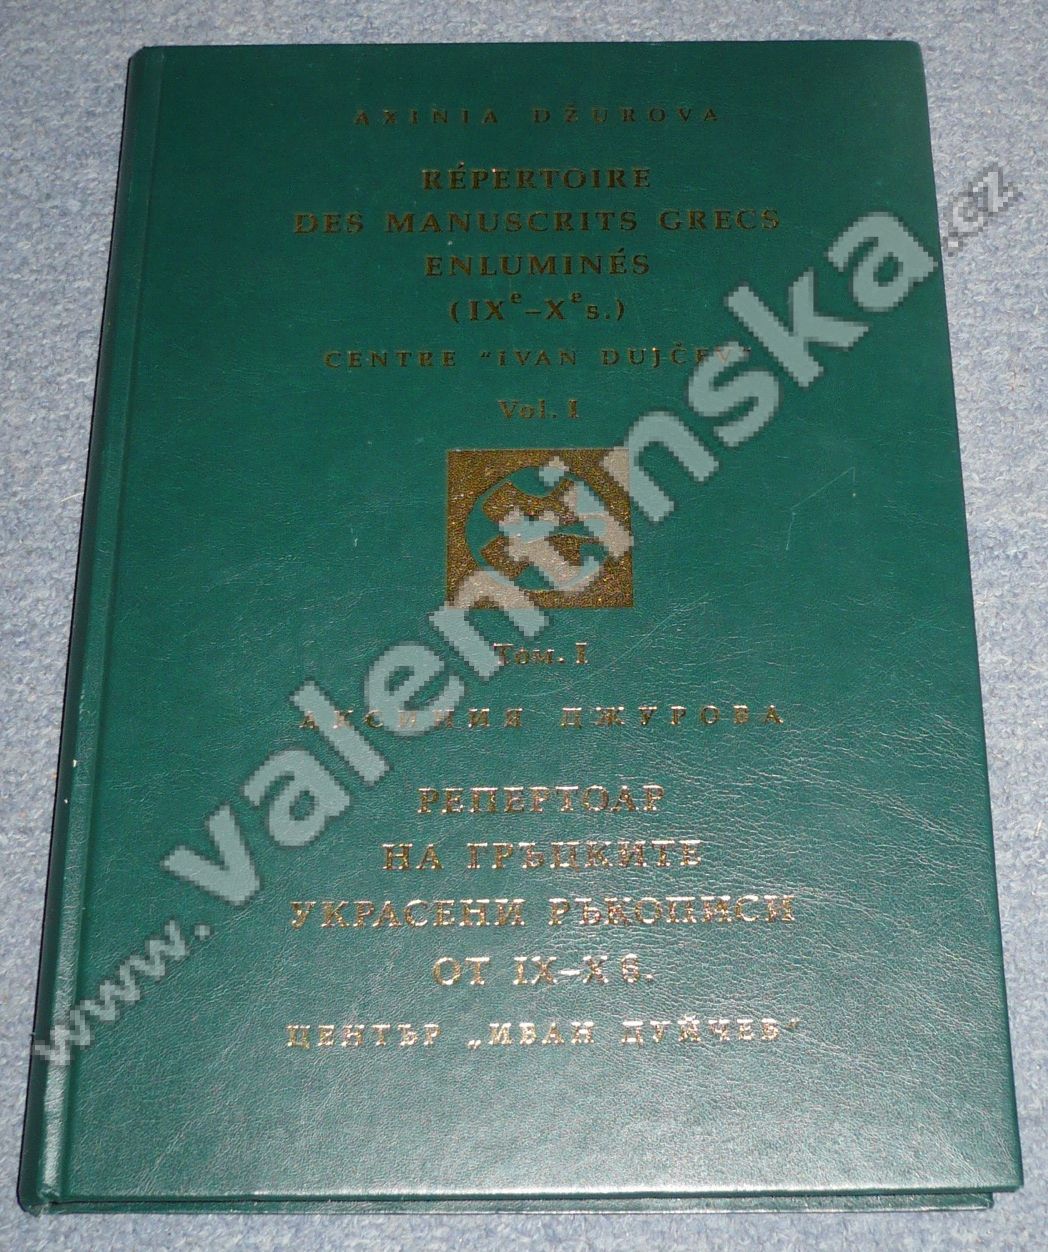 AXINIA DŽUROVA
RÉPERTOIRE
DES MANUSCRITS GRECS
ENLUMINÉS
(IXᵉ–Xᵉ s.)
CENTRE "IVAN DUJČEV"
Vol. I
Том. I
АКСИНИЯ ДЖУРОВА
РЕПЕРТОАР
НА ГРЪЦКИТЕ
УКРАСЕНИ РЪКОПИСИ
ОТ IX–X в.
ЦЕНТЪР „ИВАН ДУЙЧЕВ"
www.valentynska.cz